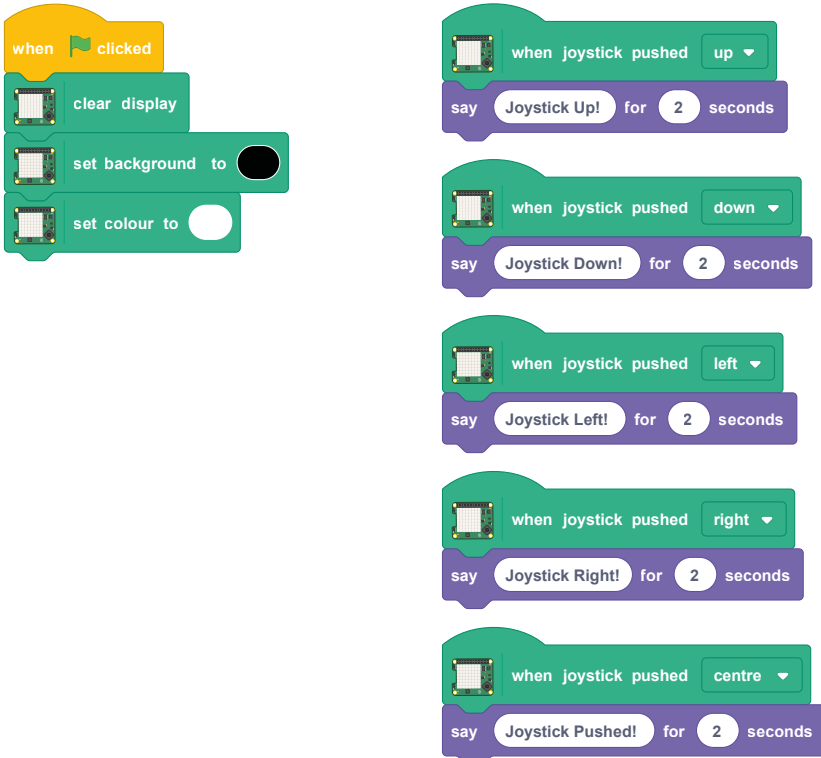 when clicked
clear display
set background to
set colour to
when joystick pushed up
say Joystick Up! for 2 seconds
when joystick pushed down
say Joystick Down! for 2 seconds
when joystick pushed left
say Joystick Left! for 2 seconds
when joystick pushed right
say Joystick Right! for 2 seconds
when joystick pushed centre
say Joystick Pushed! for 2 seconds